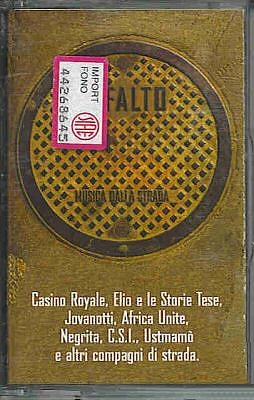 FALTO
IMPORT
FONO
SIAE
44268645
MUSICA DALLA STRADA
Casino Royale, Elio e le Storie Tese,
Jovanotti, Africa Unite,
Negrita, C.S.I., Ustmamò
e altri compagni di strada.